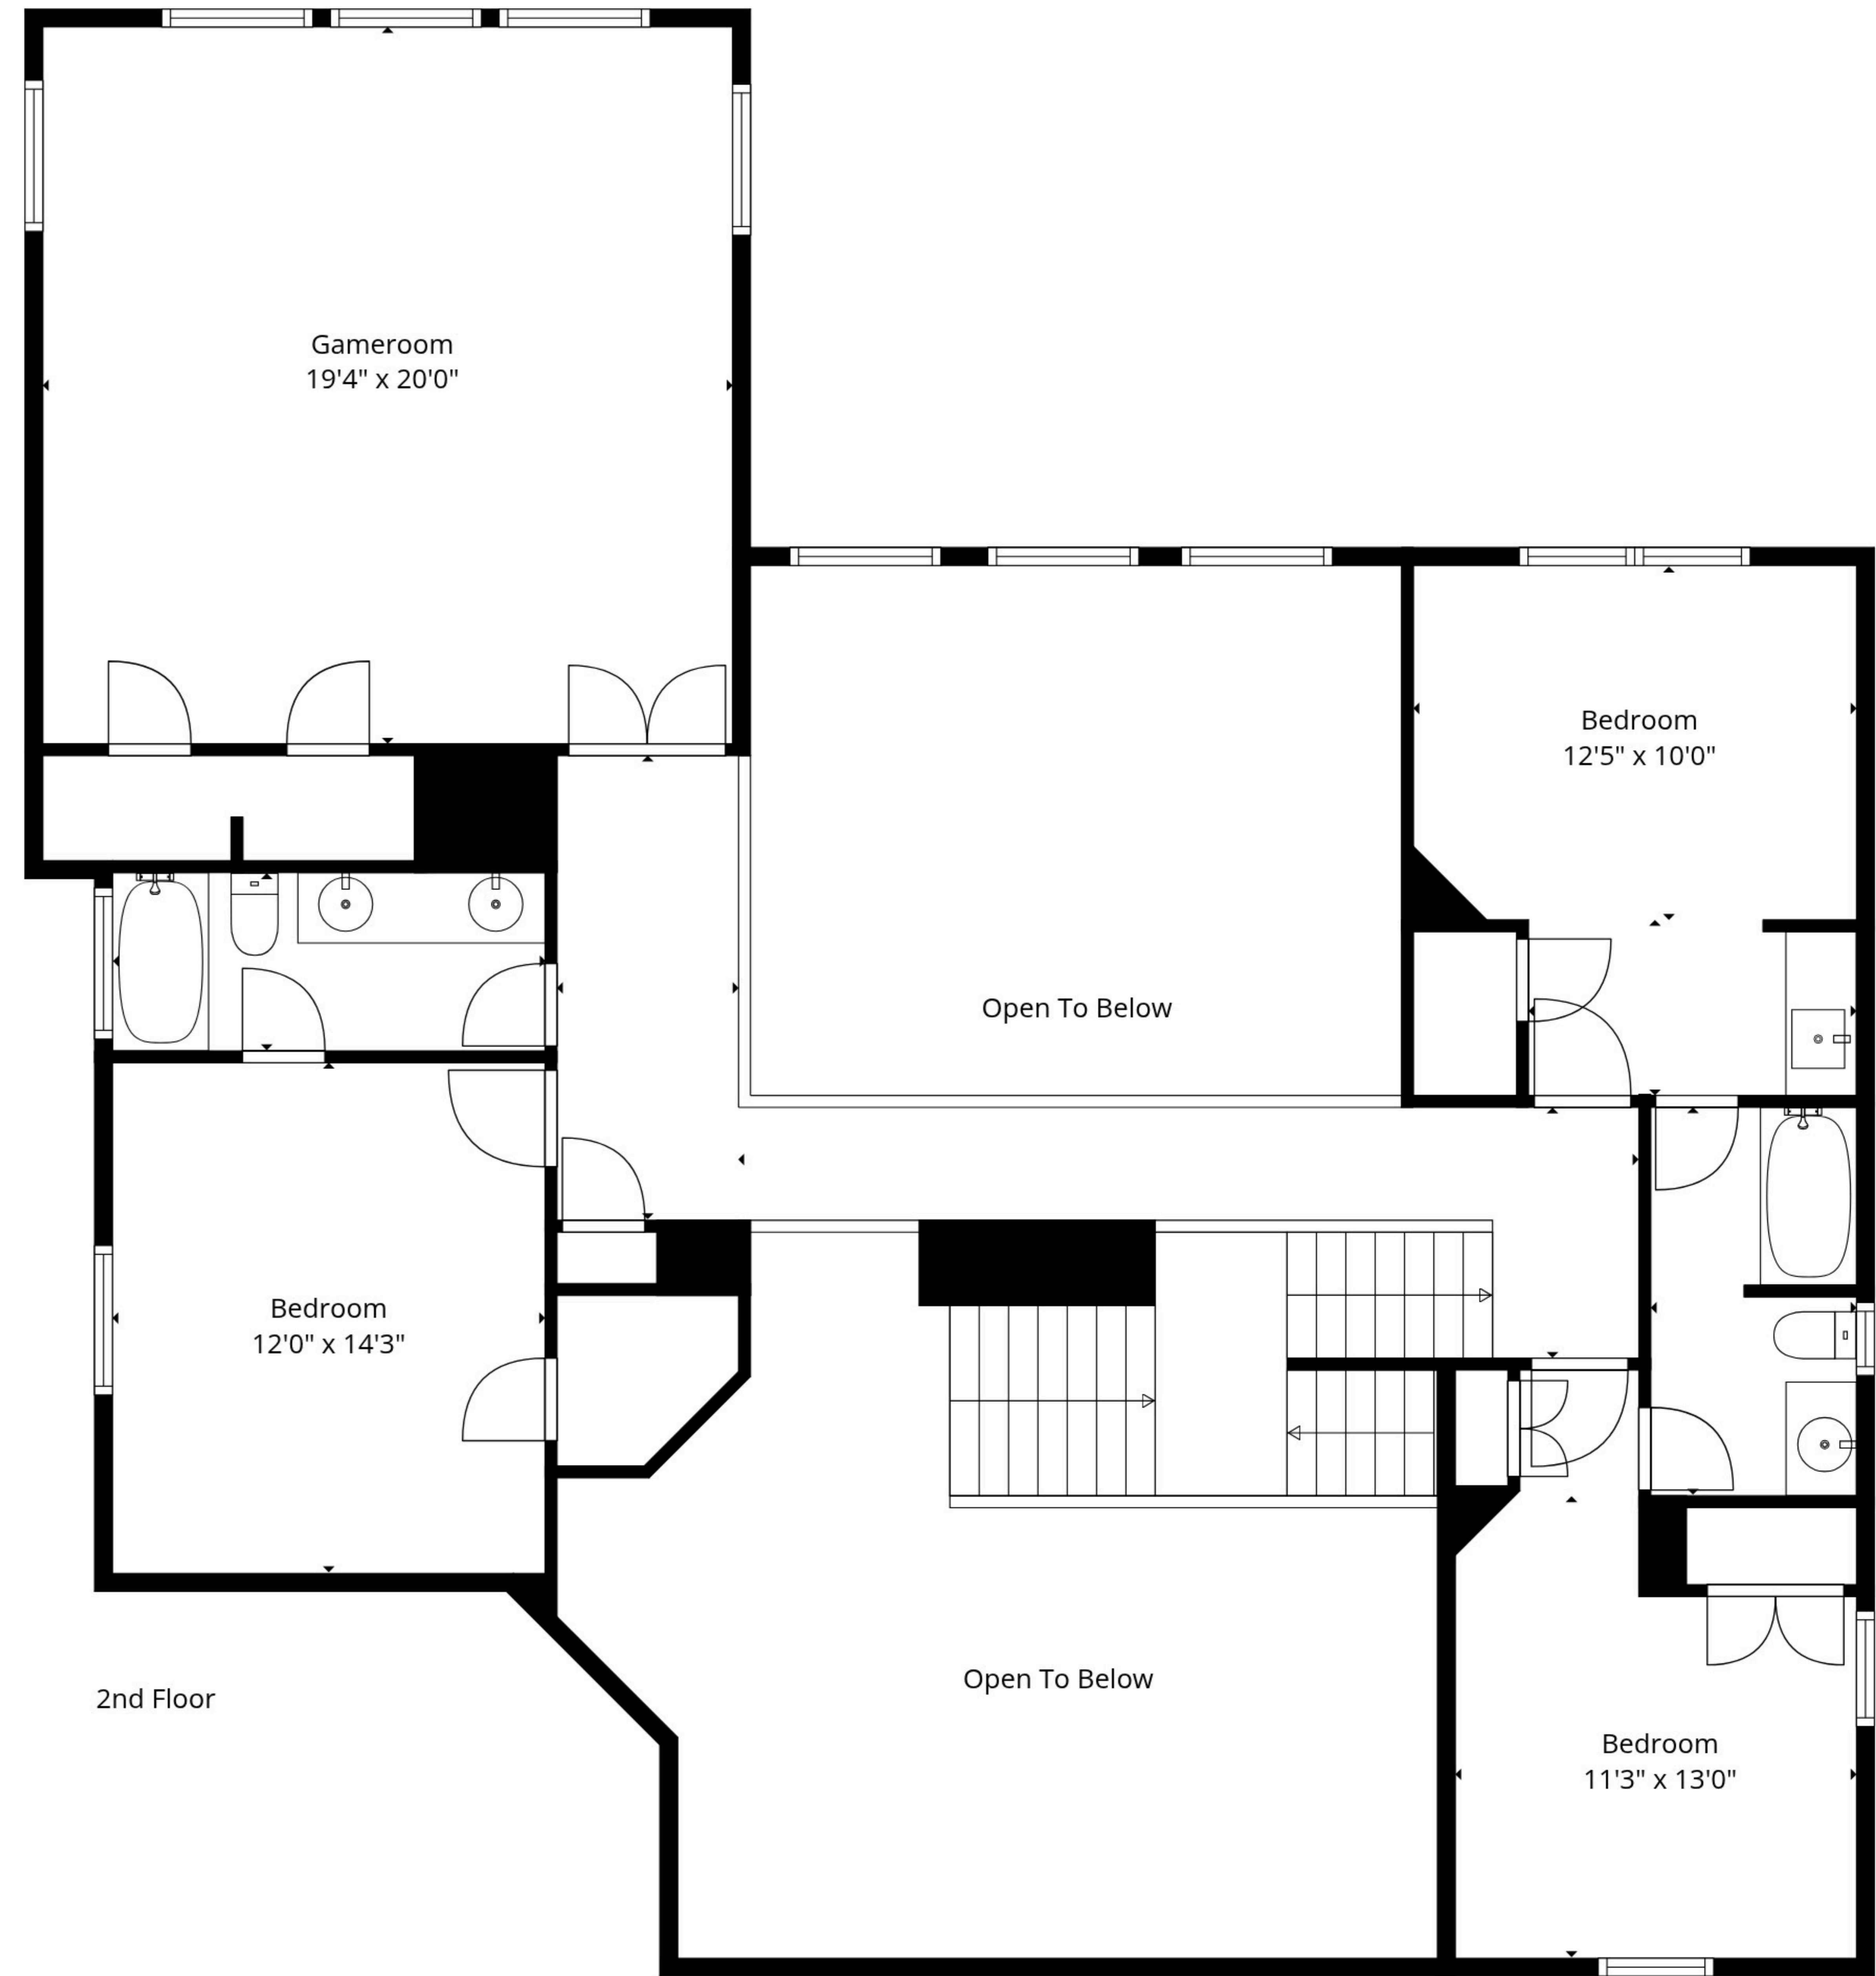 Gameroom
19'4" x 20'0"
Bedroom
12'5" x 10'0"
Open To Below
Bedroom
12'0" x 14'3"
Open To Below
2nd Floor
Bedroom
11'3" x 13'0"